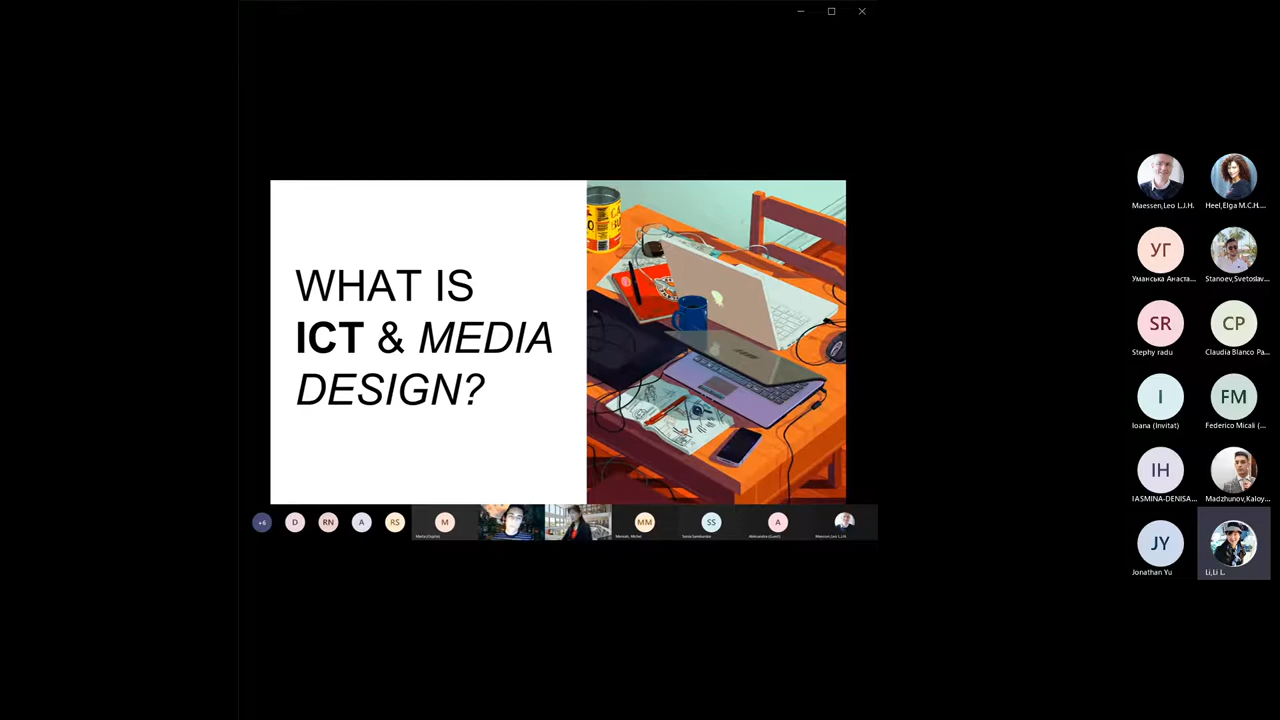 WHAT IS
ICT & MEDIA
DESIGN?
+6
D
RN
A
RS
M
MM
SS
A
Maessen,Leo L.J.H.
Maessen,Leo L.J.H.
Heel,Elga M.C.H....
УГ
Уманська Анаста...
Stanoev,Svetoslav...
SR
Stephy radu
CP
Claudia Blanco Pa...
I
Ioana (Invitat)
FM
Federico Micali (...
IH
IASMINA-DENISA...
Madzhunov,Kaloy...
JY
Jonathan Yu
Li,Li L.